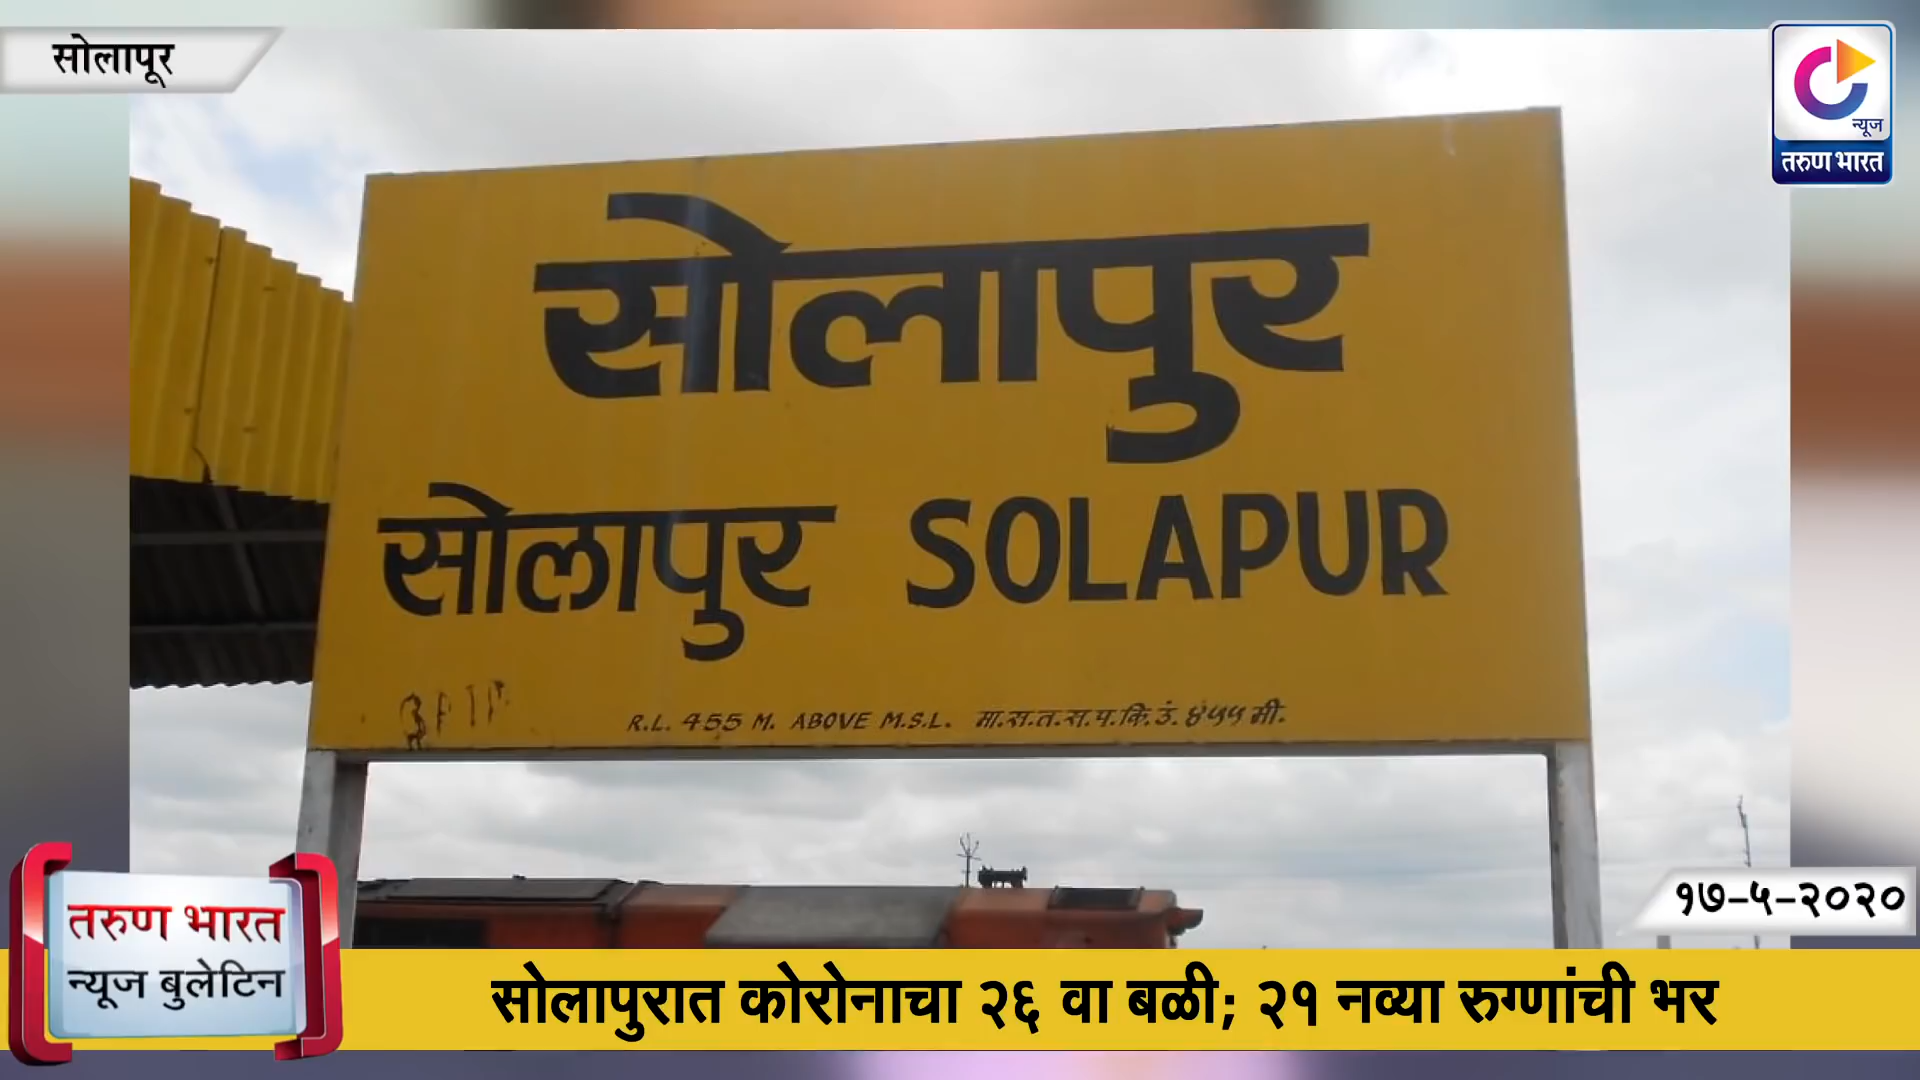 सोलापूर
न्यूज
तरुण भारत
सोलापुर
सोलापुर SOLAPUR
R.L. 455 M. ABOVE M.S.L. मा.स.त.स.प.कि.उं. ४५५ मी.
१७-५-२०२०
तरुण भारत
न्यूज बुलेटिन
सोलापुरात कोरोनाचा २६ वा बळी; २१ नव्या रुग्णांची भर